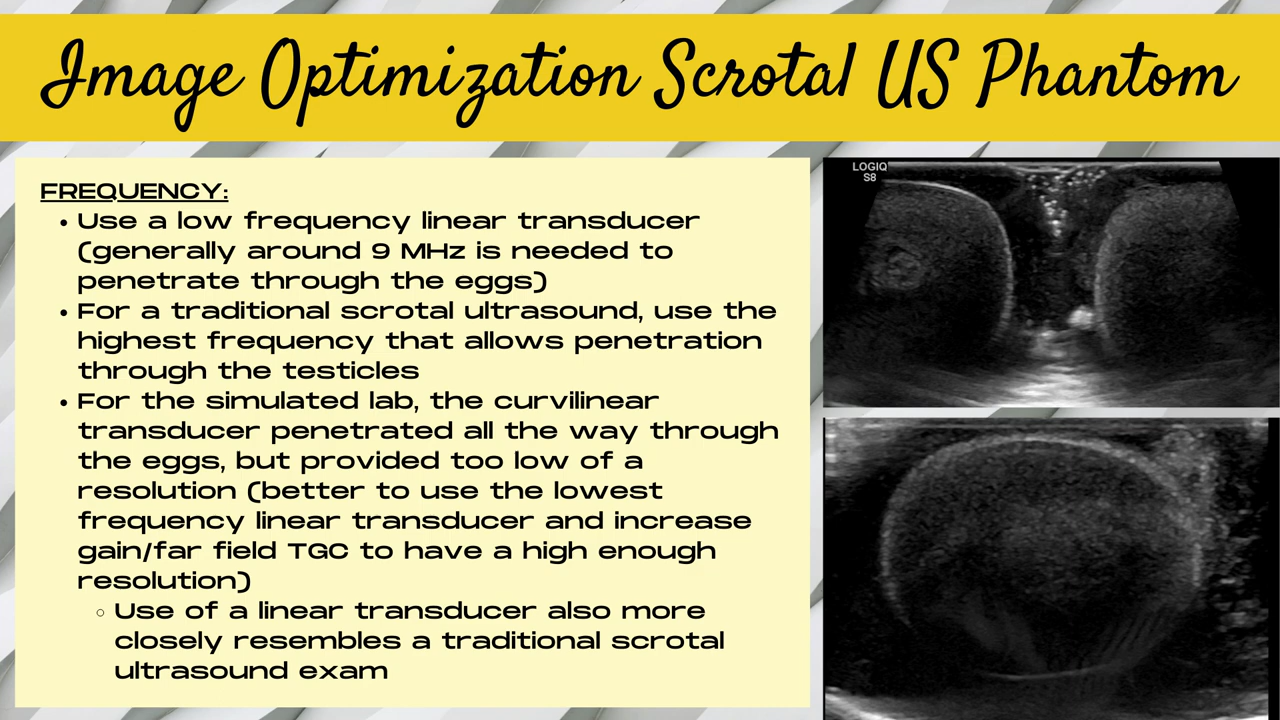 Image Optimization Scrotal US Phantom
FREQUENCY:
• Use a low frequency linear transducer
(generally around 9 MHz is needed to
penetrate through the eggs)
• For a traditional scrotal ultrasound, use the
highest frequency that allows penetration
through the testicles
• For the simulated lab, the curvilinear
transducer penetrated all the way through
the eggs, but provided too low of a
resolution (better to use the lowest
frequency linear transducer and increase
gain/far field TGC to have a high enough
resolution)
◦ Use of a linear transducer also more
closely resembles a traditional scrotal
ultrasound exam
LOGIQ
S8